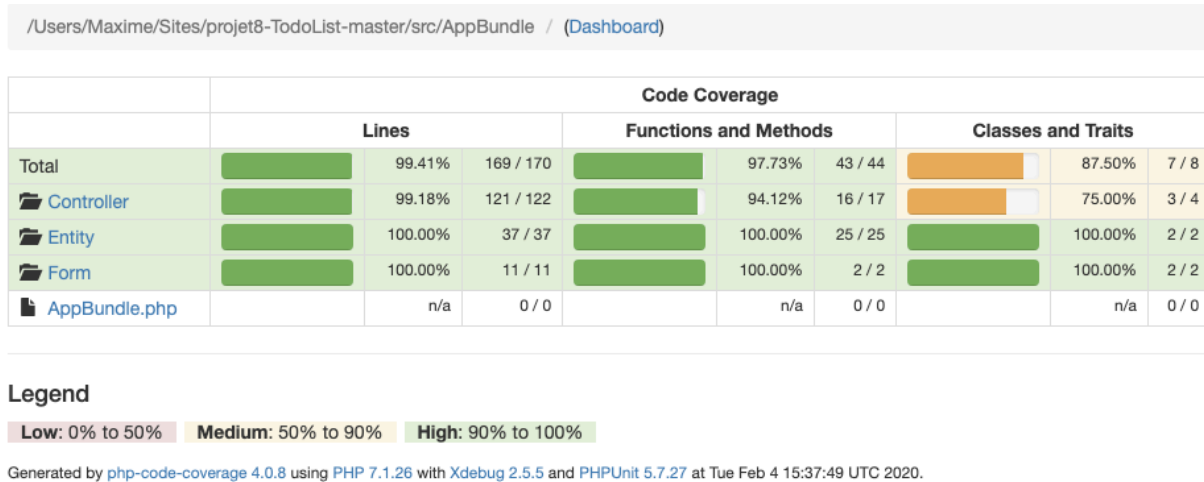 /Users/Maxime/Sites/projet8-TodoList-master/src/AppBundle / (Dashboard)
Code Coverage
Lines Functions and Methods Classes and Traits
Total 99.41% 169 / 170 97.73% 43 / 44 87.50% 7 / 8
Controller 99.18% 121 / 122 94.12% 16 / 17 75.00% 3 / 4
Entity 100.00% 37 / 37 100.00% 25 / 25 100.00% 2 / 2
Form 100.00% 11 / 11 100.00% 2 / 2 100.00% 2 / 2
AppBundle.php n/a 0 / 0 n/a 0 / 0 n/a 0 / 0
Legend
Low: 0% to 50% Medium: 50% to 90% High: 90% to 100%
Generated by php-code-coverage 4.0.8 using PHP 7.1.26 with Xdebug 2.5.5 and PHPUnit 5.7.27 at Tue Feb 4 15:37:49 UTC 2020.